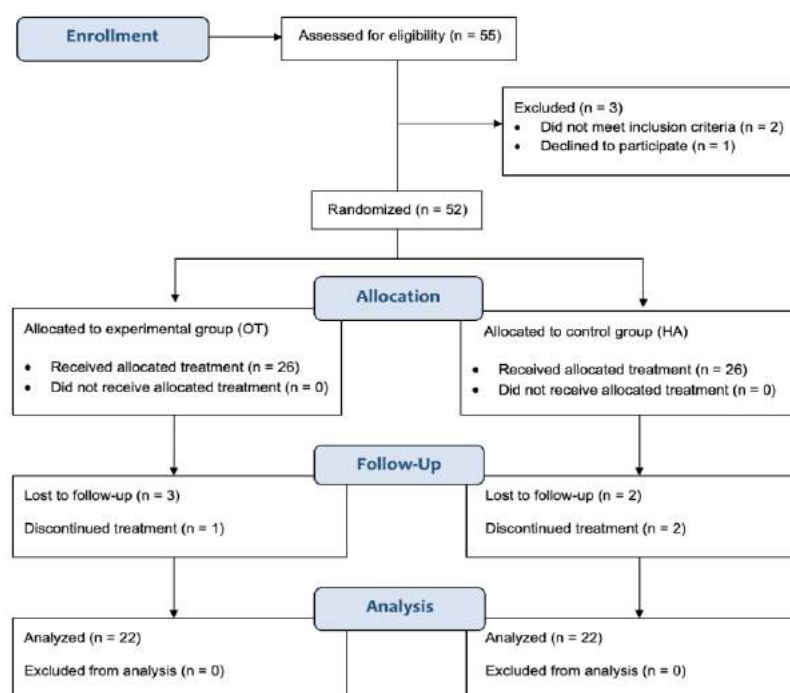 Enrollment
Assessed for eligibility (n = 55)
Excluded (n = 3)
• Did not meet inclusion criteria (n = 2)
• Declined to participate (n = 1)
Randomized (n = 52)
Allocation
Allocated to experimental group (OT)
• Received allocated treatment (n = 26)
• Did not receive allocated treatment (n = 0)
Allocated to control group (HA)
• Received allocated treatment (n = 26)
• Did not receive allocated treatment (n = 0)
Follow-Up
Lost to follow-up (n = 3)
Discontinued treatment (n = 1)
Lost to follow-up (n = 2)
Discontinued treatment (n = 2)
Analysis
Analyzed (n = 22)
Excluded from analysis (n = 0)
Analyzed (n = 22)
Excluded from analysis (n = 0)